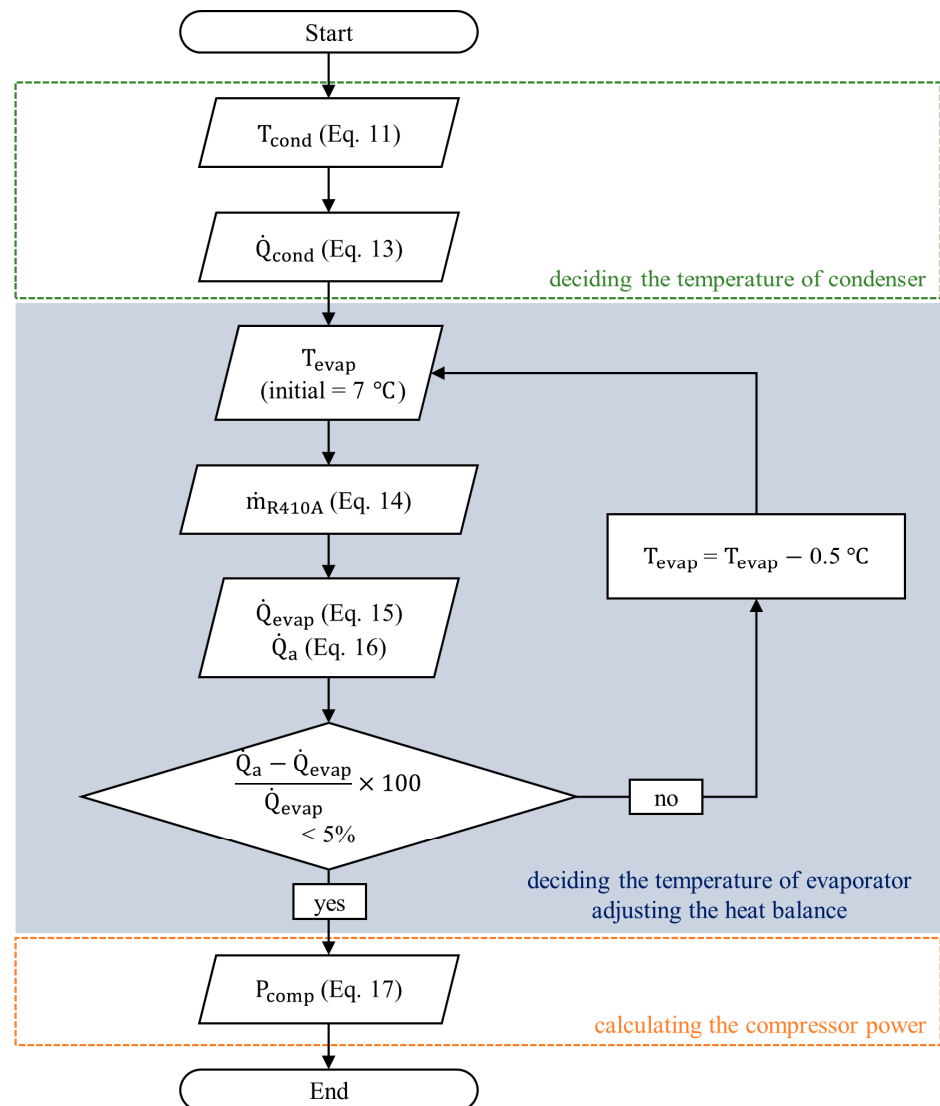 Start
T_cond (Eq. 11)
Q̇_cond (Eq. 13)
deciding the temperature of condenser
T_evap
(initial = 7 ℃)
ṁ_R410A (Eq. 14)
T_evap = T_evap − 0.5 ℃
Q̇_evap (Eq. 15)
Q̇_a (Eq. 16)
Q̇_a − Q̇_evap
Q̇_evap
× 100
< 5%
no
yes
deciding the temperature of evaporator
adjusting the heat balance
P_comp (Eq. 17)
calculating the compressor power
End